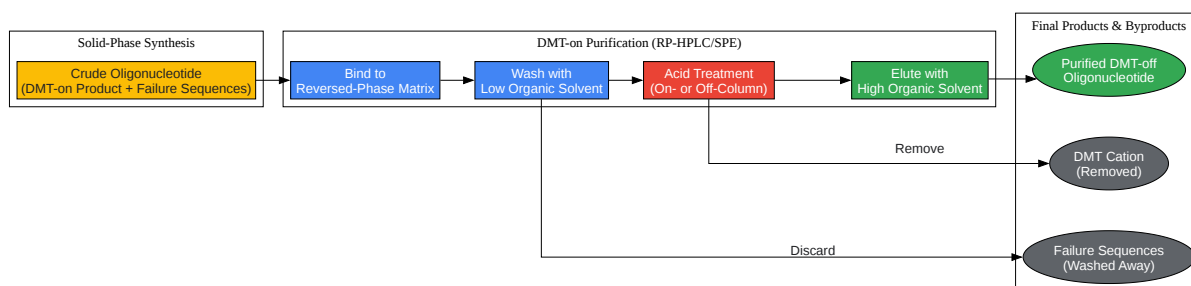 Solid-Phase Synthesis
Crude Oligonucleotide
(DMT-on Product + Failure Sequences)
DMT-on Purification (RP-HPLC/SPE)
Bind to
Reversed-Phase Matrix
Wash with
Low Organic Solvent
Acid Treatment
(On- or Off-Column)
Elute with
High Organic Solvent
Final Products & Byproducts
Purified DMT-off
Oligonucleotide
Remove
DMT Cation
(Removed)
Discard
Failure Sequences
(Washed Away)